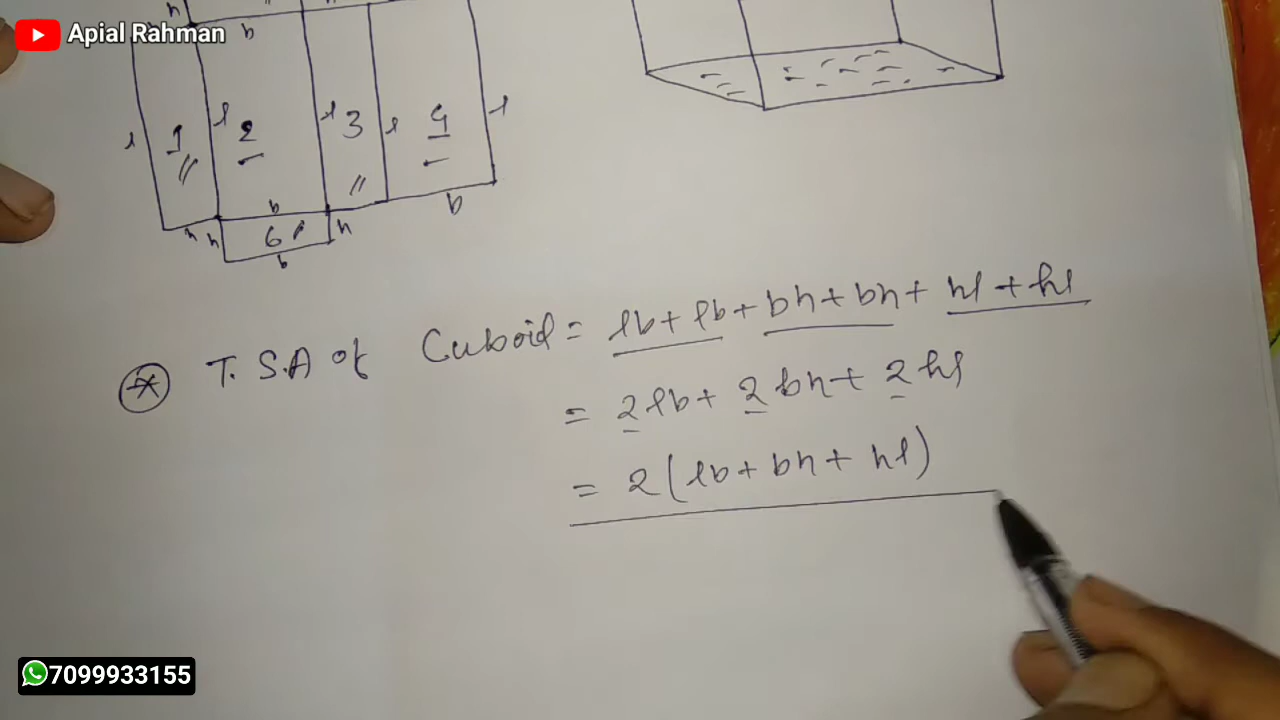 Apial Rahman
h
b
l 1 l 2 l 3 l 4 l
b
h h 6 h b
b
T. S.A of Cuboid = lb + lb + bh + bh + hl + hl
= 2lb + 2bh + 2hl
= 2(lb + bh + hl)
7099933155